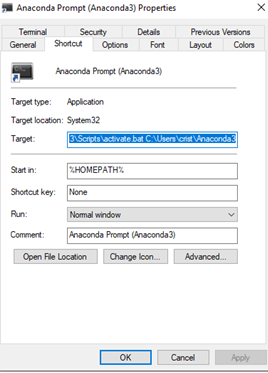 Anaconda Prompt (Anaconda3) Properties
Terminal Security Details Previous Versions
General Shortcut Options Font Layout Colors
Anaconda Prompt (Anaconda3)
Target type: Application
Target location: System32
Target: 3\Scripts\activate.bat C:\Users\crist\Anaconda3
Start in: %HOMEPATH%
Shortcut key: None
Run: Normal window
Comment: Anaconda Prompt (Anaconda3)
Open File Location Change Icon... Advanced...
OK Cancel Apply